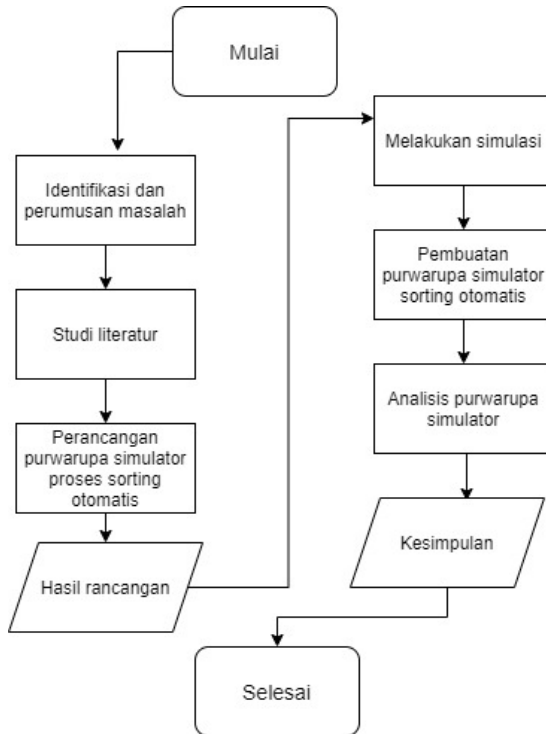 Mulai
Identifikasi dan
perumusan masalah
Studi literatur
Perancangan
purwarupa simulator
proses sorting
otomatis
Hasil rancangan
Melakukan simulasi
Pembuatan
purwarupa simulator
sorting otomatis
Analisis purwarupa
simulator
Kesimpulan
Selesai